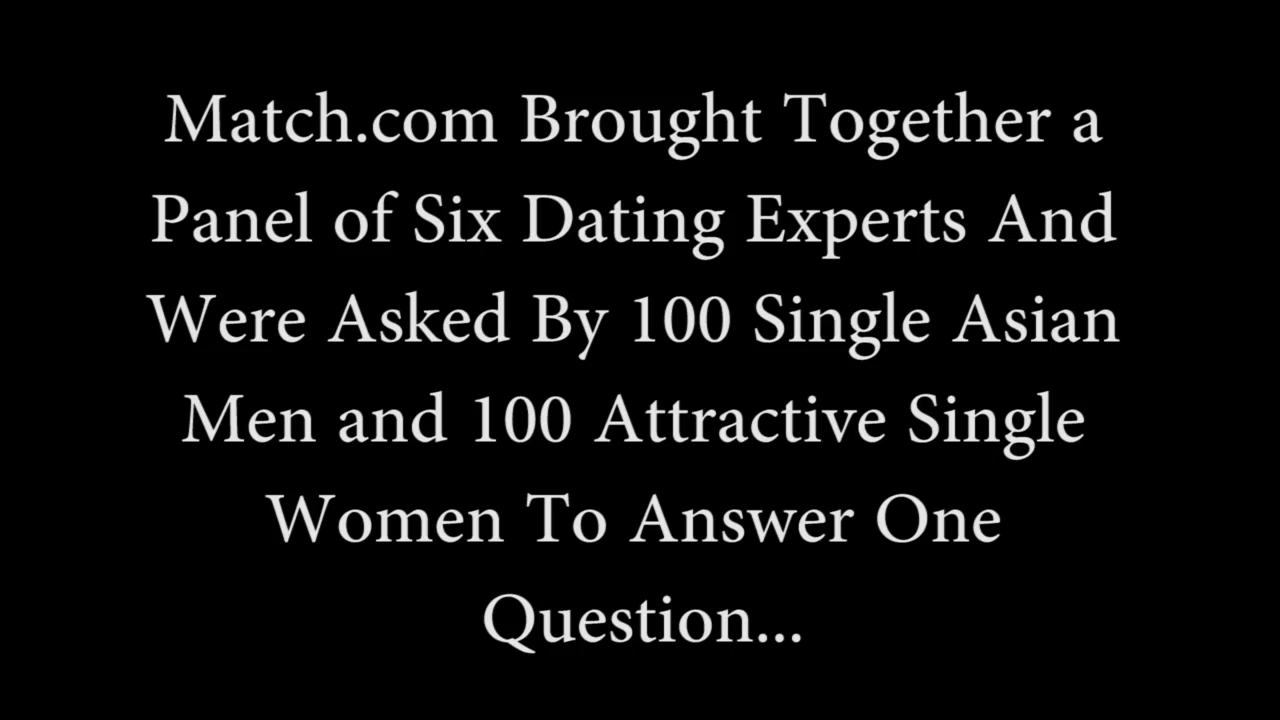 Match.com Brought Together a
Panel of Six Dating Experts And
Were Asked By 100 Single Asian
Men and 100 Attractive Single
Women To Answer One
Question...